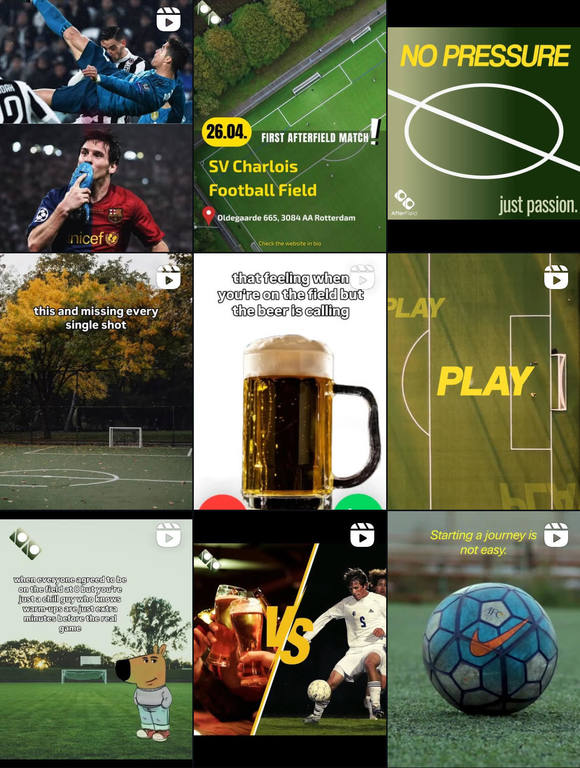 unicef
26.04.
FIRST AFTERFIELD MATCH!
SV Charlois
Football Field
Oldegaarde 665, 3084 AA Rotterdam
Check the website in bio
NO PRESSURE
AfterField
just passion.
this and missing every
single shot
that feeling when
you're on the field but
the beer is calling
PLAY
PLAY
when everyone agreed to be
on the field at 8 but you're
just a chill guy who knows
warm-ups are just extra
minutes before the real
game
VS
S
Starting a journey is
not easy.